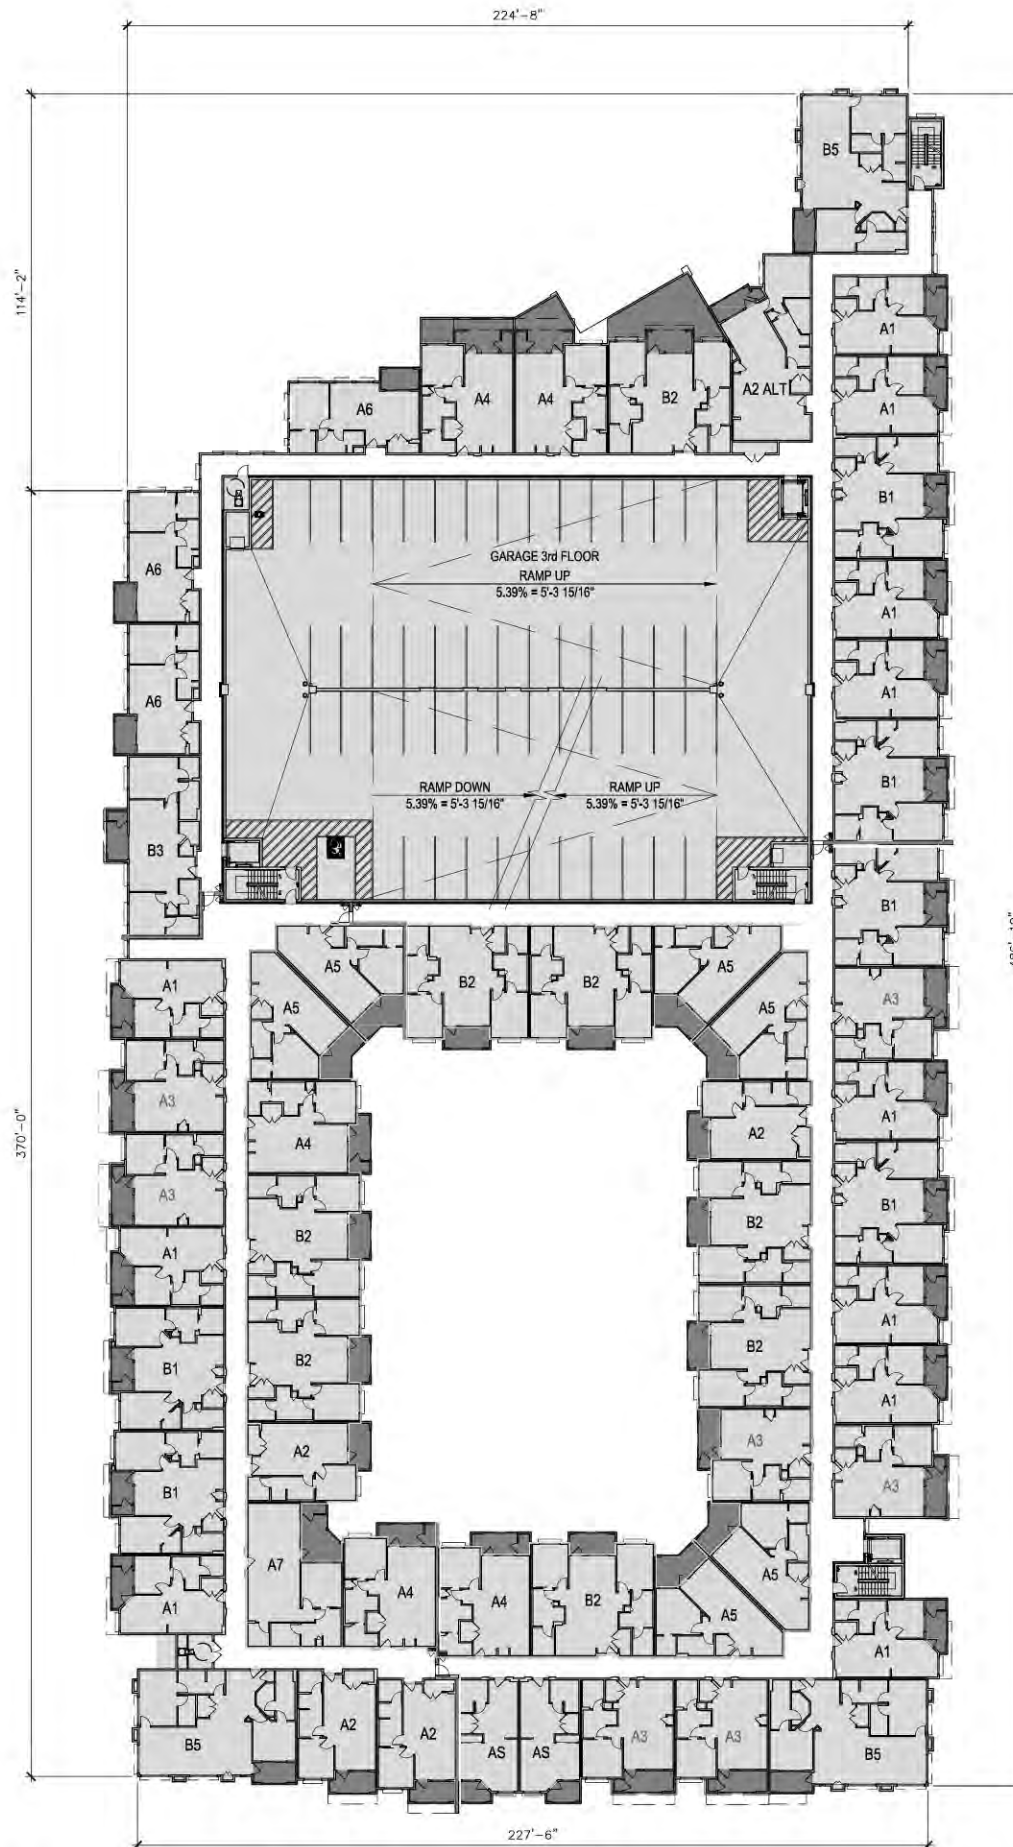 224'-8"
B5
114'-2"
A1
A4
A4
B2
A2 ALT
A6
A1
B1
GARAGE 3rd FLOOR
RAMP UP
5.39% = 5'-3 15/16"
A6
A1
A6
A1
RAMP DOWN
5.39% = 5'-3 15/16"
RAMP UP
5.39% = 5'-3 15/16"
B1
B3
B1
A5
A5
A1
B2
B2
A3
A5
A5
A3
A1
370'-0"
A4
A2
A3
B1
B2
B2
A1
A1
B2
B2
B1
A1
A2
A3
B1
A3
A7
A5
A4
A4
B2
A5
A1
A1
B5
A2
A2
AS
AS
A3
A3
B5
227'-6"